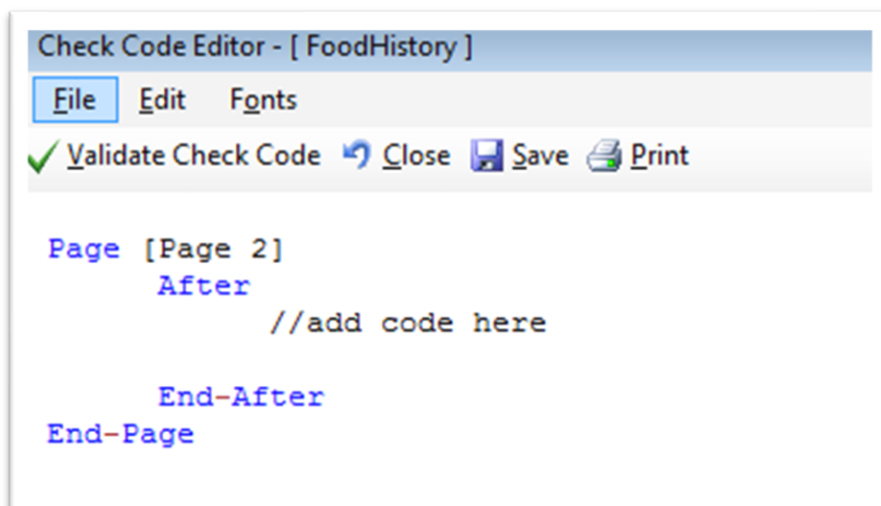 Check Code Editor - [ FoodHistory ]
File Edit Fonts
Validate Check Code Close Save Print
Page [Page 2]
After
//add code here
End-After
End-Page